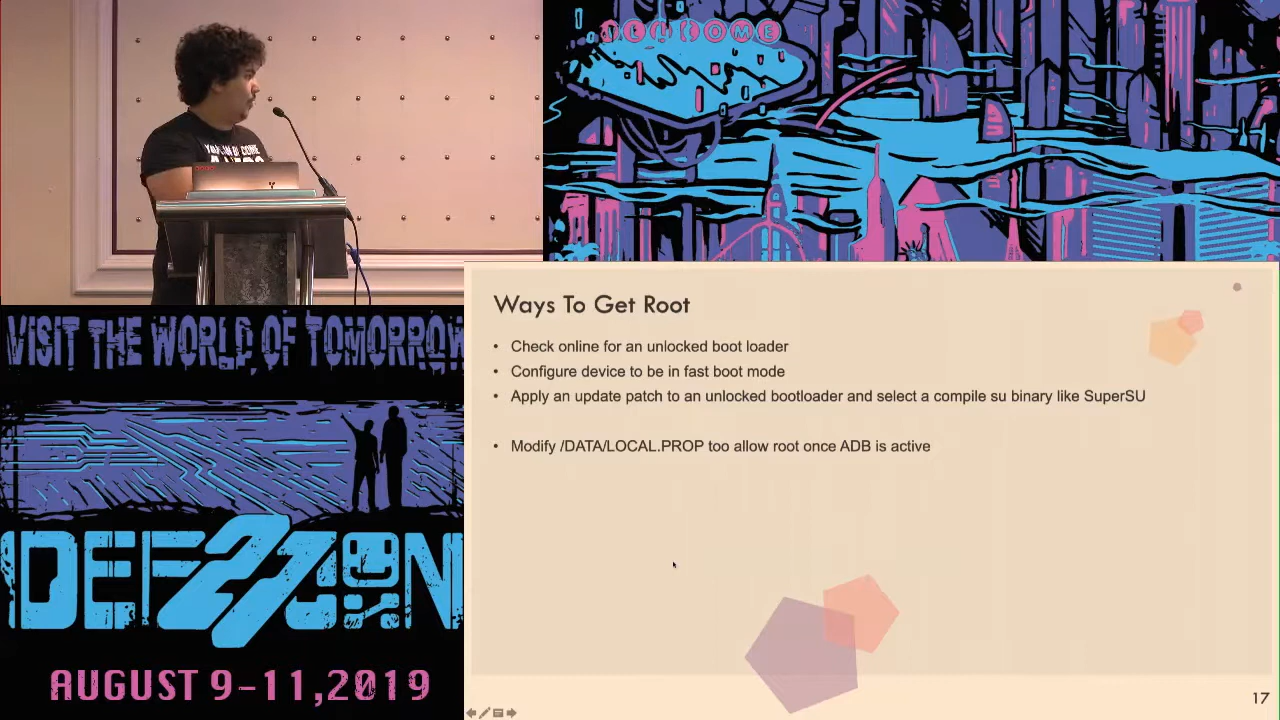 WELCOME
Ways To Get Root
• Check online for an unlocked boot loader
• Configure device to be in fast boot mode
• Apply an update patch to an unlocked bootloader and select a compile su binary like SuperSU
• Modify /DATA/LOCAL.PROP too allow root once ADB is active
17
VISIT THE WORLD OF TOMORROW
DEF 27 CON
AUGUST 9-11, 2019